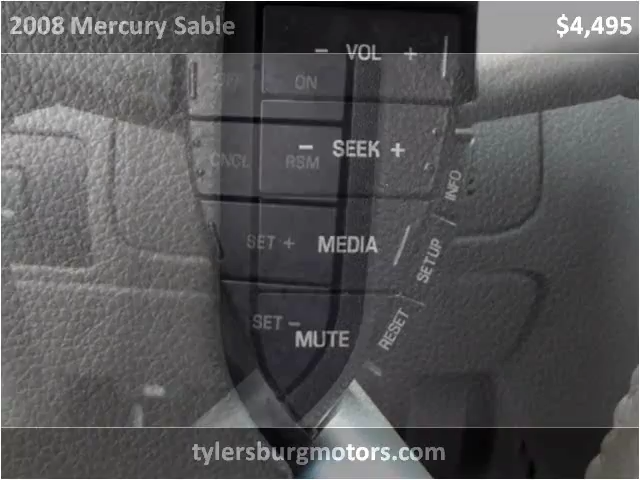 2008 Mercury Sable $4,495
- VOL +
OFF ON
- SEEK +
CNCL RSM
INFO
SET + MEDIA
SETUP
SET -
MUTE
RESET
tylersburgmotors.com